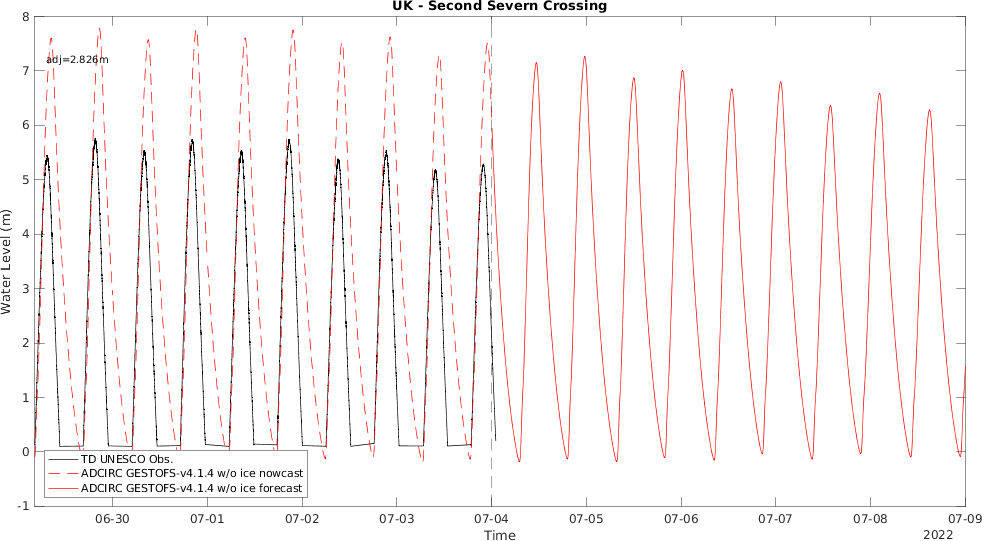 UK - Second Severn Crossing
adj=2.826m
Water Level (m)
8
7
6
5
4
3
2
1
0
-1
TD UNESCO Obs.
ADCIRC GESTOFS-v4.1.4 w/o ice nowcast
ADCIRC GESTOFS-v4.1.4 w/o ice forecast
06-30 07-01 07-02 07-03 07-04 07-05 07-06 07-07 07-08 07-09
Time
2022